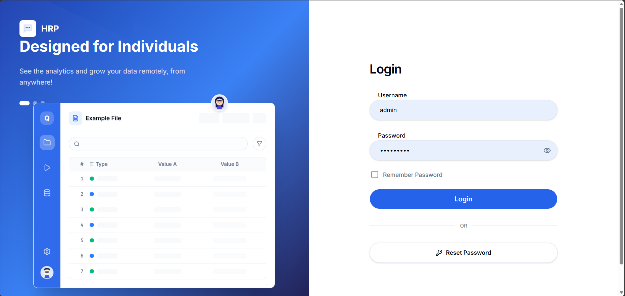 HRP
Designed for Individuals
See the analytics and grow your data remotely, from
anywhere!
Q
Example File
# Type Value A Value B
1
2
3
4
5
6
7
Login
Username
admin
Password
Remember Password
Login
OR
Reset Password